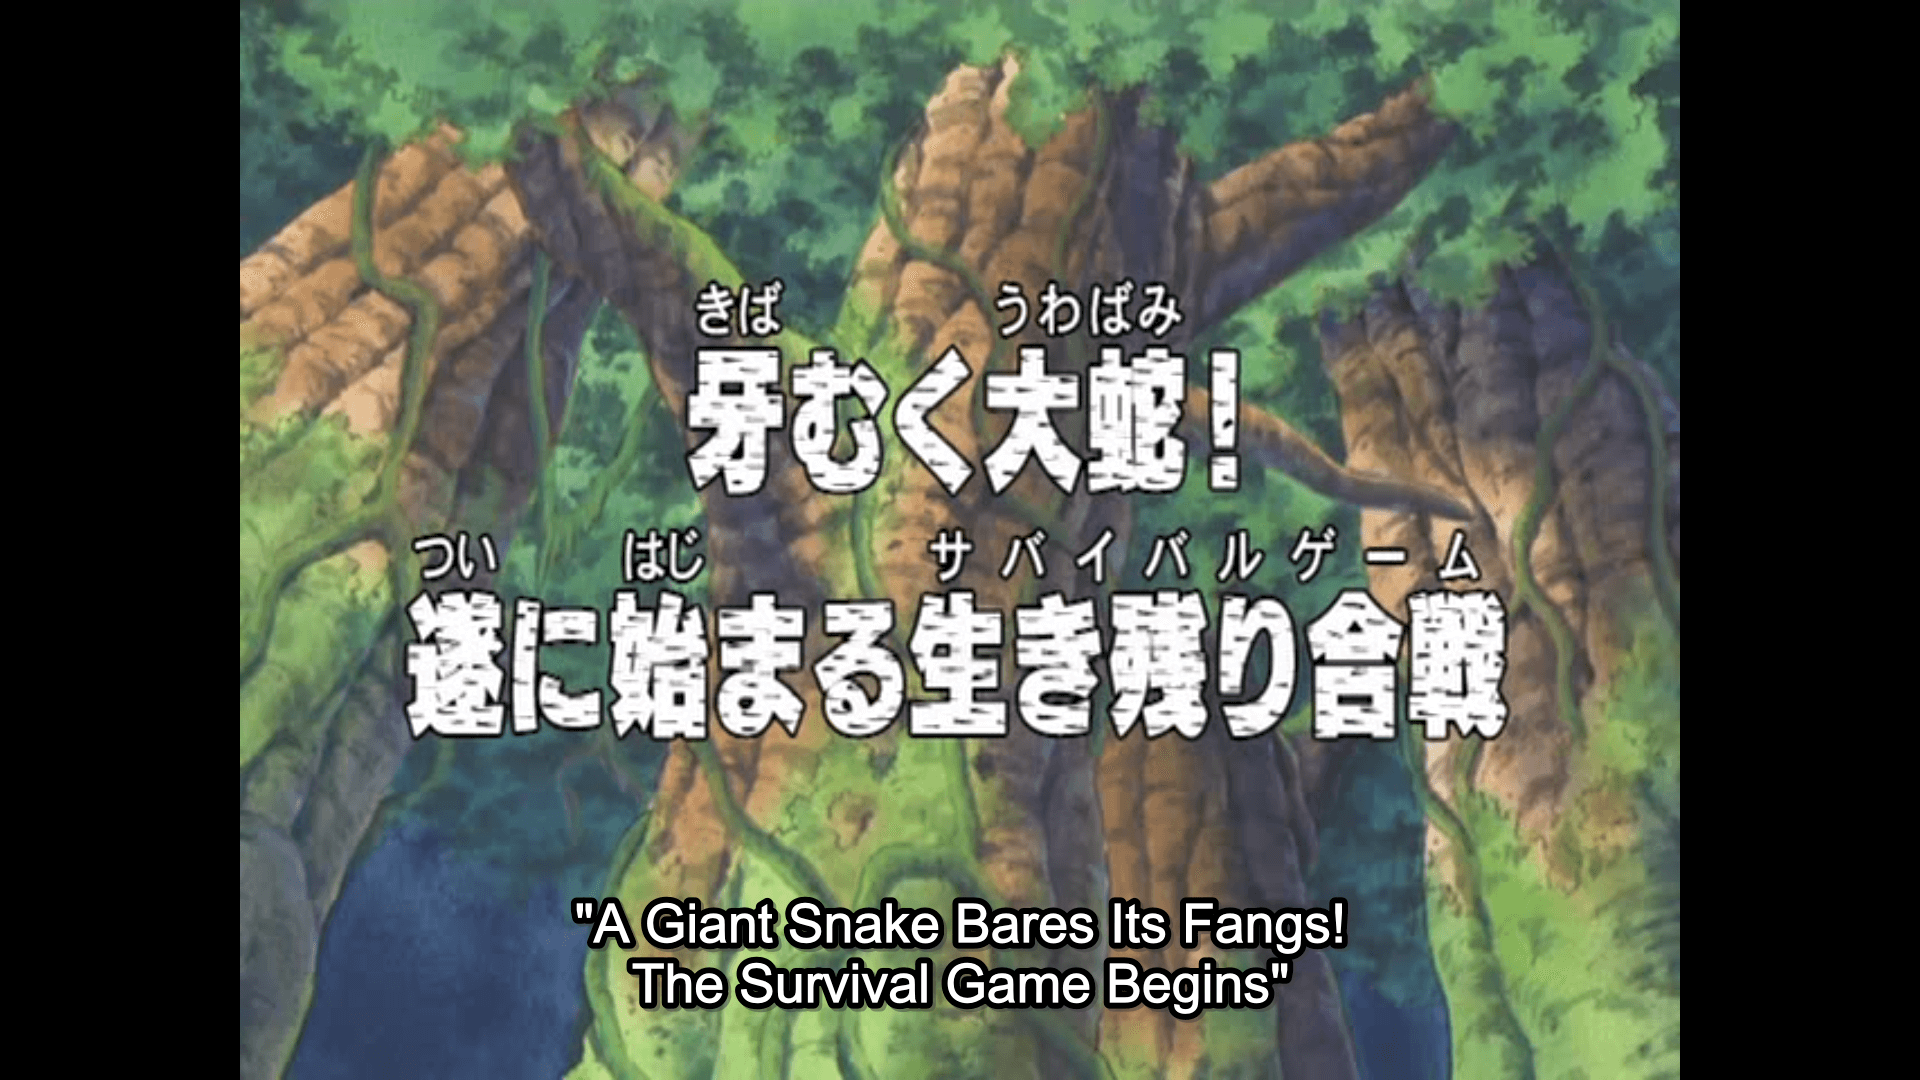 きば うわばみ
牙むく大蛇!
つい はじ サバイバルゲーム
遂に始まる生き残り合戦
"A Giant Snake Bares Its Fangs!
The Survival Game Begins"